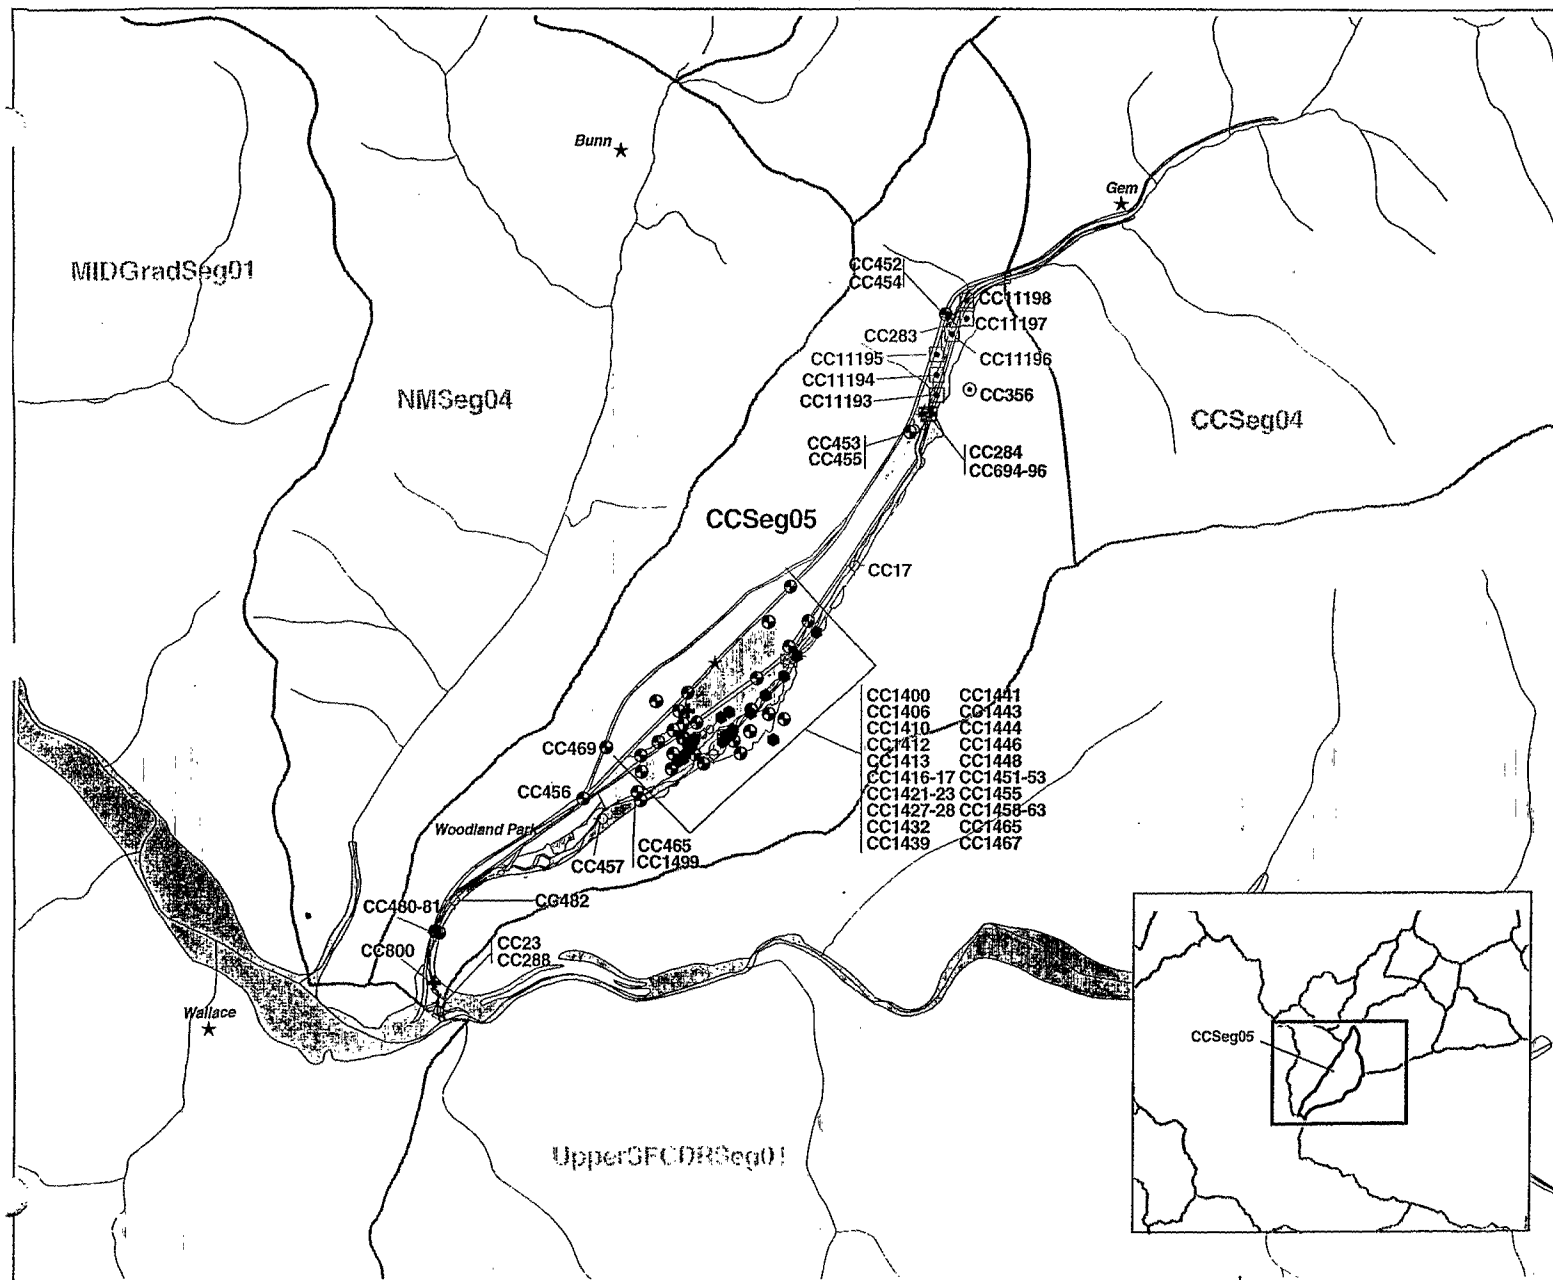 Bunn
Gem
MIDGradSeg01
CC452
CC454
CC11198
CC11197
CC283
CC11195
CC11196
CC11194
CC356
CC11193
NMSeg04
CCSeg04
CC453
CC455
CC284
CC694-96
CCSeg05
CC17
CC1400 CC1441
CC1406 CG1443
CC1410 CC1444
CC1412 CC1446
CC1413 CC1448
CC1416-17 CC1451-53
CC1421-23 CC1455
CC1427-28 CC1458-63
CC1432 CC1465
CC1439 CC1467
CC469
CC456
Woodland Park
CC465
CC1499
CC457
CC480-81
CG482
CC800
CC23
CC288
Wallace
CCSeg05
UpperSFCDRSeg01